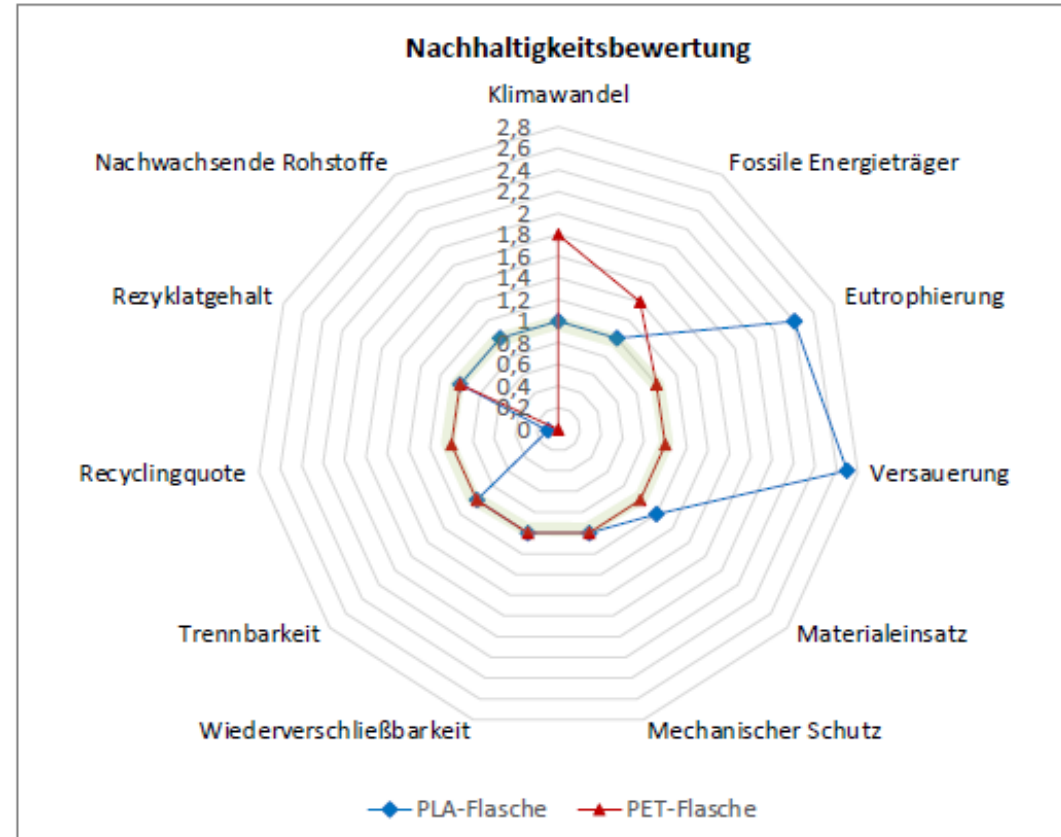 Nachhaltigkeitsbewertung
Klimawandel
2,8
2,6
2,4
2,2
2
1,8
1,6
1,4
1,2
1
0,8
0,6
0,4
0,2
0
Fossile Energieträger
Eutrophierung
Versauerung
Materialeinsatz
Mechanischer Schutz
Wiederverschließbarkeit
Trennbarkeit
Recyclingquote
Rezyklatgehalt
Nachwachsende Rohstoffe
PLA-Flasche PET-Flasche